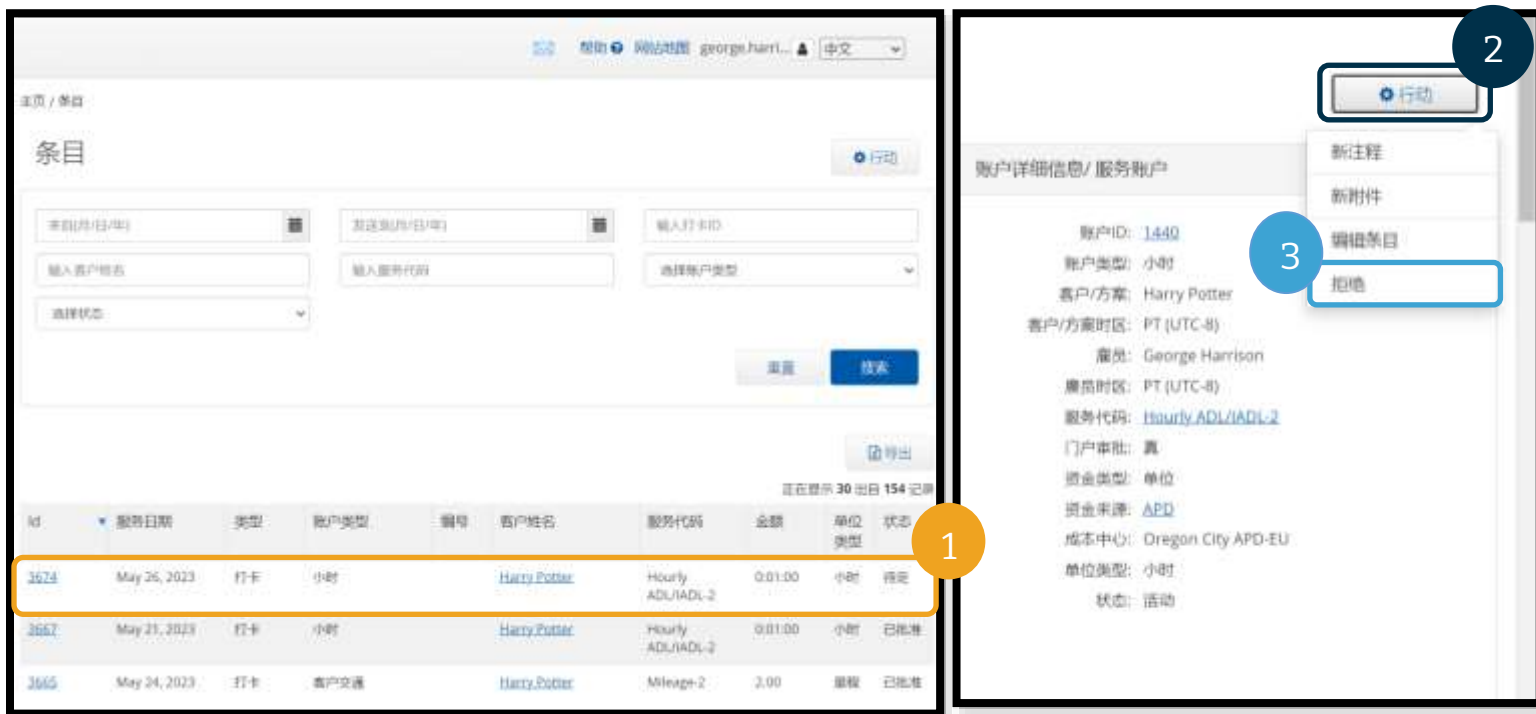 帮助 网站地图 george.harri... 中文
主页 / 条目
条目
行动
来自(月/日/年) 发送到(月/日/年) 输入打卡ID
输入客户姓名 输入服务代码 选择账户类型
选择状态
重置 搜索
导出
正在显示 30 出自 154 记录
Id 服务日期 类型 账户类型 编号 客户姓名 服务代码 金额 单位类型 状态
3674 May 26, 2023 打卡 小时 Harry Potter Hourly ADL/IADL-2 0:01:00 小时 待定
3667 May 21, 2023 打卡 小时 Harry Potter Hourly ADL/IADL-2 0:01:00 小时 已批准
3665 May 24, 2023 打卡 客户交通 Harry Potter Mileage-2 2.00 里程 已批准
1
2
行动
新注程
新附件
编辑条目
3
拒绝
账户详细信息/ 服务账户
账户ID: 1440
账户类型: 小时
客户/方案: Harry Potter
客户/方案时区: PT (UTC-8)
雇员: George Harrison
雇员时区: PT (UTC-8)
服务代码: Hourly ADL/IADL-2
门户审批: 真
资金类型: 单位
资金来源: APD
成本中心: Oregon City APD-EU
单位类型: 小时
状态: 活动